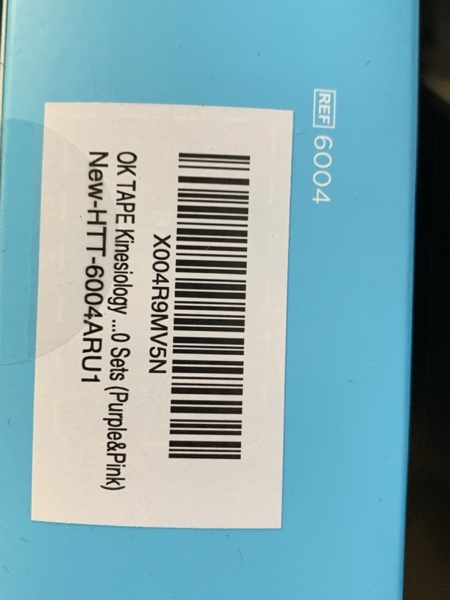 REF 6004
X004R9MV5N
OK TAPE Kinesiology ...0 Sets (Purple&Pink)
New-HTT-6004ARU1